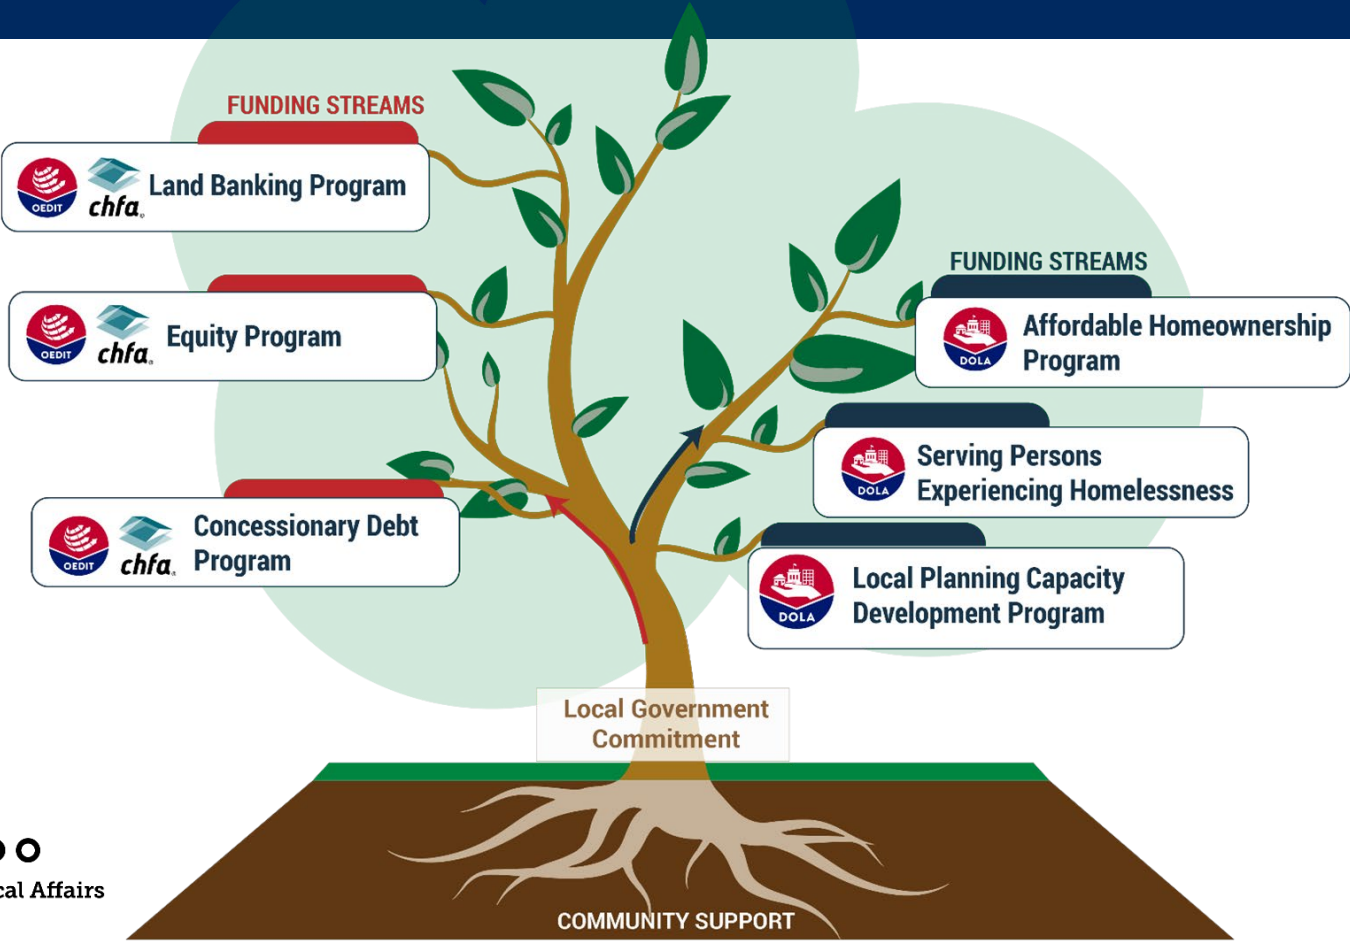 FUNDING STREAMS
OEDIT
chfa
Land Banking Program
OEDIT
chfa
Equity Program
OEDIT
chfa
Concessionary Debt
Program
FUNDING STREAMS
DOLA
Affordable Homeownership
Program
DOLA
Serving Persons
Experiencing Homelessness
DOLA
Local Planning Capacity
Development Program
Local Government
Commitment
COMMUNITY SUPPORT
Affairs